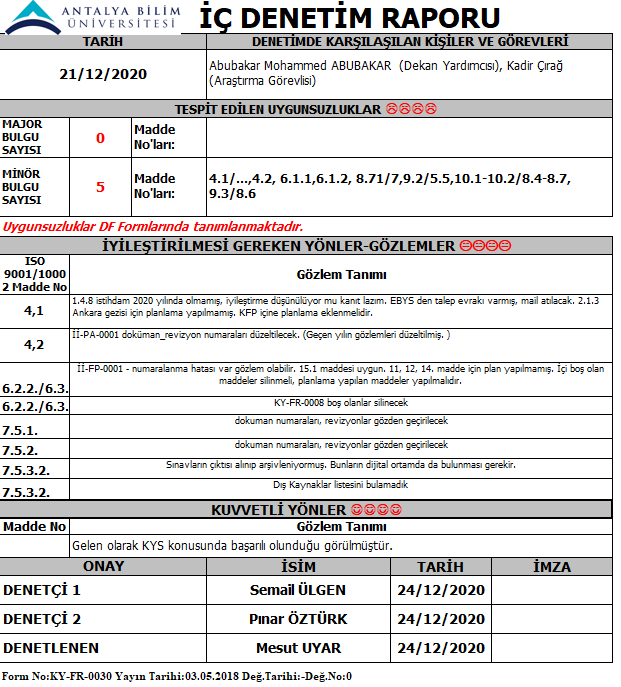 ANTALYA BİLİM
ÜNİVERSİTESİ
İÇ DENETİM RAPORU
TARİH
DENETİMDE KARŞILAŞILAN KİŞİLER VE GÖREVLERİ
21/12/2020
Abubakar Mohammed ABUBAKAR (Dekan Yardımcısı), Kadir Çırağ
(Araştırma Görevlisi)
TESPİT EDİLEN UYGUNSUZLUKLAR ☹☹☹☹
MAJOR
BULGU
SAYISI
0
Madde
No'ları:
MİNÖR
BULGU
SAYISI
5
Madde
No'ları:
4.1/...,4.2, 6.1.1,6.1.2, 8.71/7,9.2/5.5,10.1-10.2/8.4-8.7,
9.3/8.6
Uygunsuzluklar DF Formlarında tanımlanmaktadır.
İYİLEŞTİRİLMESİ GEREKEN YÖNLER-GÖZLEMLER 😐😐😐😐
ISO
9001/1000
2 Madde No
Gözlem Tanımı
4,1
1.4.8 istihdam 2020 yılında olmamış, iyileştirme düşünülüyor mu kanıt lazım. EBYS den talep evrakı varmış, mail atılacak. 2.1.3
Ankara gezisi için planlama yapılmamış. KFP içine planlama eklenmelidir.
4,2
İİ-PA-0001 doküman_revizyon numaraları düzeltilecek. (Geçen yılın gözlemleri düzeltilmiş. )
6.2.2./6.3.
İİ-FP-0001 - numaralanma hatası var gözlem olabilir. 15.1 maddesi uygun. 11, 12, 14. madde için plan yapılmamış. İçi boş olan
maddeler silinmeli, planlama yapılan maddeler yapılmalıdır.
6.2.2./6.3.
KY-FR-0008 boş olanlar silinecek
7.5.1.
dokuman numaraları, revizyonlar gözden geçirilecek
7.5.2.
dokuman numaraları, revizyonlar gözden geçirilecek
7.5.3.2.
Sınavların çıktısı alınıp arşivleniyormuş. Bunların dijital ortamda da bulunması gerekir.
7.5.3.2.
Dış Kaynaklar listesini bulamadık
KUVVETLİ YÖNLER ☺☺☺☺
Madde No
Gözlem Tanımı
Gelen olarak KYS konusunda başarılı olunduğu görülmüştür.
ONAY
İSİM
TARİH
İMZA
DENETÇİ 1
Semail ÜLGEN
24/12/2020
DENETÇİ 2
Pınar ÖZTÜRK
24/12/2020
DENETLENEN
Mesut UYAR
24/12/2020
Form No:KY-FR-0030 Yayın Tarihi:03.05.2018 Değ.Tarihi:-Değ.No:0